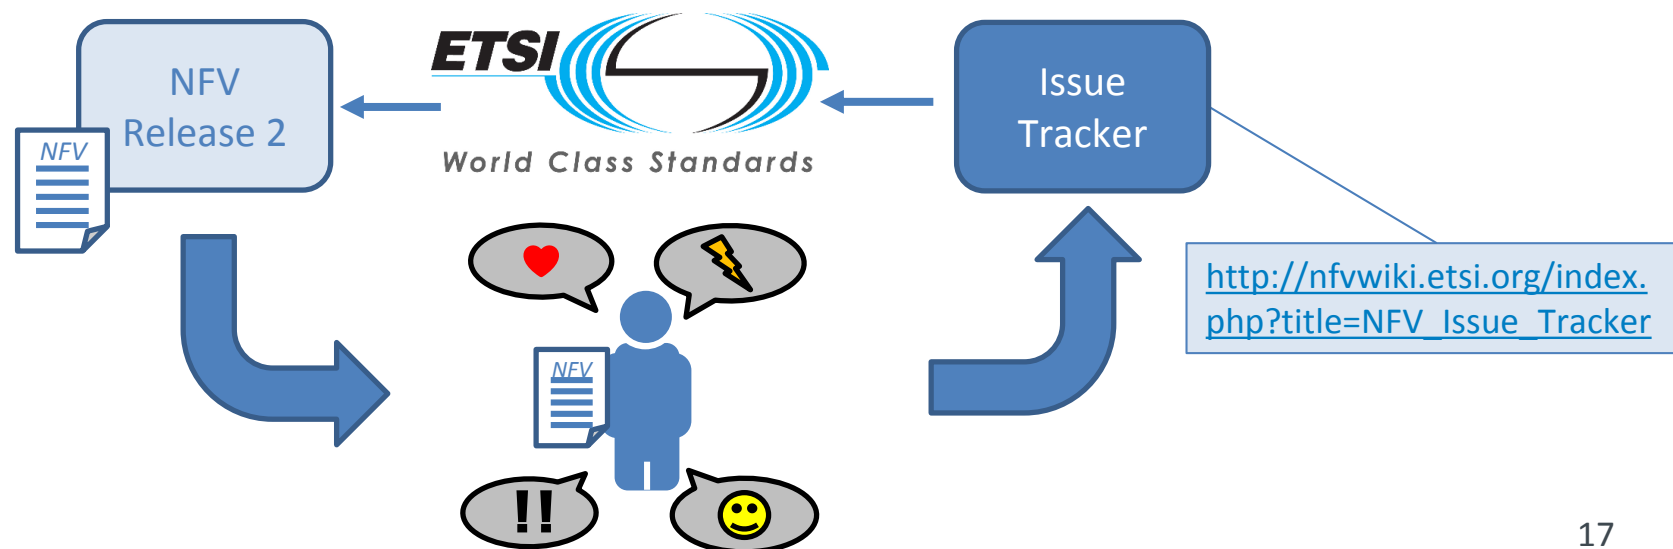 NFV
Release 2
NFV
ETSI
World Class Standards
Issue
Tracker
http://nfvwiki.etsi.org/index.
php?title=NFV_Issue_Tracker
NFV
!!
17